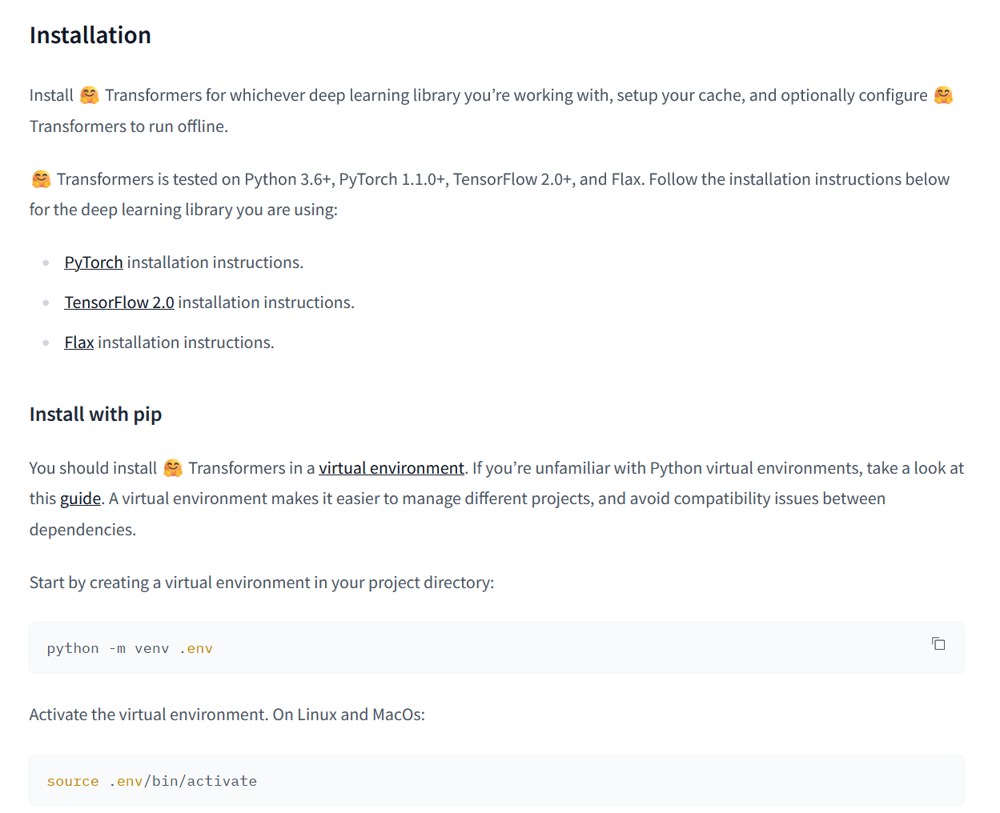 Installation
Install 🤗 Transformers for whichever deep learning library you’re working with, setup your cache, and optionally configure 🤗
Transformers to run offline.
🤗 Transformers is tested on Python 3.6+, PyTorch 1.1.0+, TensorFlow 2.0+, and Flax. Follow the installation instructions below
for the deep learning library you are using:
PyTorch installation instructions.
TensorFlow 2.0 installation instructions.
Flax installation instructions.
Install with pip
You should install 🤗 Transformers in a virtual environment. If you’re unfamiliar with Python virtual environments, take a look at
this guide. A virtual environment makes it easier to manage different projects, and avoid compatibility issues between
dependencies.
Start by creating a virtual environment in your project directory:
python -m venv .env
Activate the virtual environment. On Linux and MacOs:
source .env/bin/activate